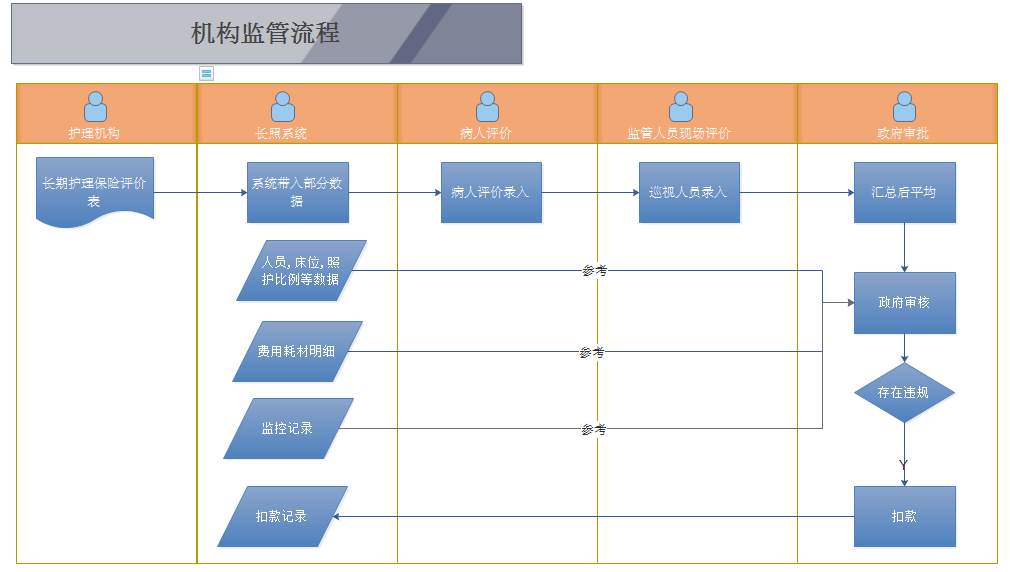 机构监管流程
护理机构
长照系统
病人评价
监管人员现场评价
政府审批
长期护理保险评价
表
系统带入部分数
据
病人评价录入
巡视人员录入
汇总后平均
人员,床位,照
护比例等数据
参考
政府审核
费用耗材明细
参考
存在违规
监控记录
参考
Y
扣款记录
扣款